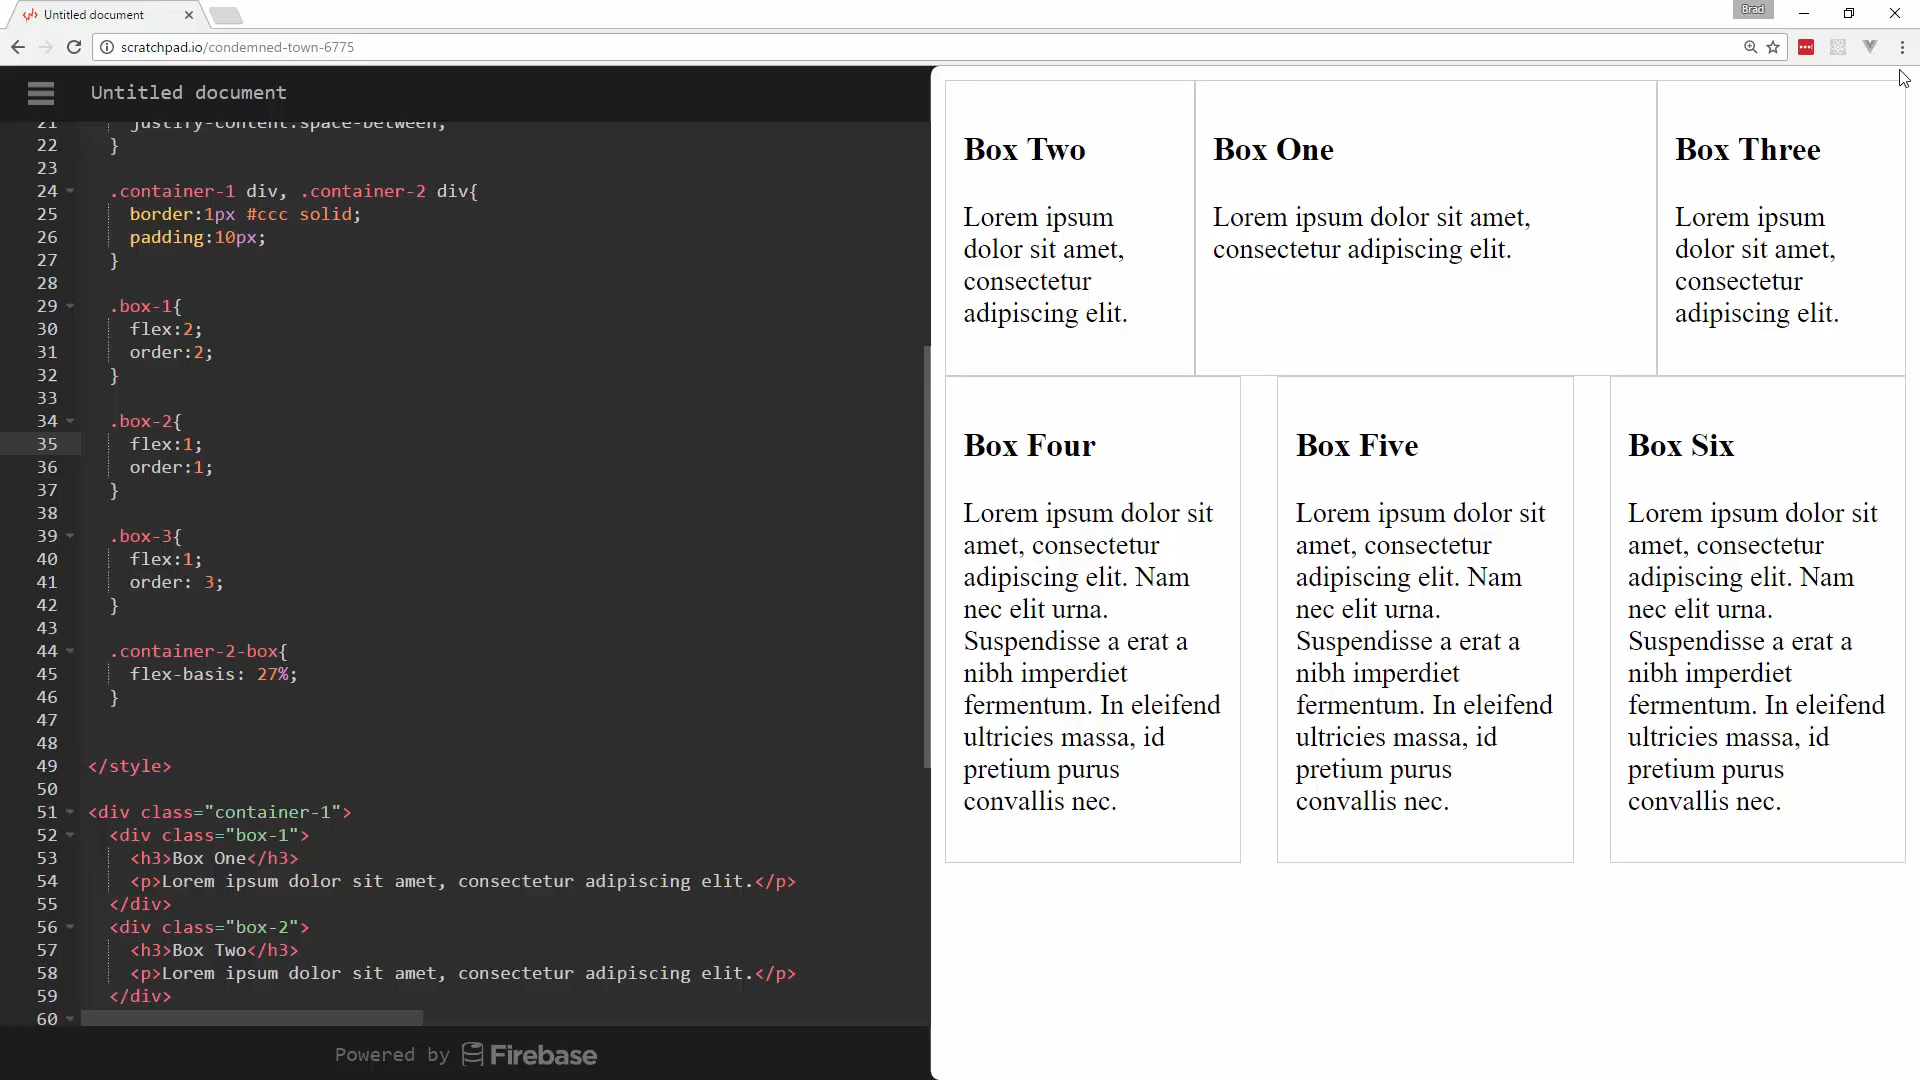 Untitled document
Brad
scratchpad.io/condemned-town-6775
Untitled document
21 justify-content:space-between;
22 }
23
24 .container-1 div, .container-2 div{
25 border:1px #ccc solid;
26 padding:10px;
27 }
28
29 .box-1{
30 flex:2;
31 order:2;
32 }
33
34 .box-2{
35 flex:1;
36 order:1;
37 }
38
39 .box-3{
40 flex:1;
41 order: 3;
42 }
43
44 .container-2-box{
45 flex-basis: 27%;
46 }
47
48
49 </style>
50
51 <div class="container-1">
52 <div class="box-1">
53 <h3>Box One</h3>
54 <p>Lorem ipsum dolor sit amet, consectetur adipiscing elit.</p>
55 </div>
56 <div class="box-2">
57 <h3>Box Two</h3>
58 <p>Lorem ipsum dolor sit amet, consectetur adipiscing elit.</p>
59 </div>
60
Powered by Firebase
Box Two
Lorem ipsum
dolor sit amet,
consectetur
adipiscing elit.
Box One
Lorem ipsum dolor sit amet,
consectetur adipiscing elit.
Box Three
Lorem ipsum
dolor sit amet,
consectetur
adipiscing elit.
Box Four
Lorem ipsum dolor sit
amet, consectetur
adipiscing elit. Nam
nec elit urna.
Suspendisse a erat a
nibh imperdiet
fermentum. In eleifend
ultricies massa, id
pretium purus
convallis nec.
Box Five
Lorem ipsum dolor sit
amet, consectetur
adipiscing elit. Nam
nec elit urna.
Suspendisse a erat a
nibh imperdiet
fermentum. In eleifend
ultricies massa, id
pretium purus
convallis nec.
Box Six
Lorem ipsum dolor sit
amet, consectetur
adipiscing elit. Nam
nec elit urna.
Suspendisse a erat a
nibh imperdiet
fermentum. In eleifend
ultricies massa, id
pretium purus
convallis nec.